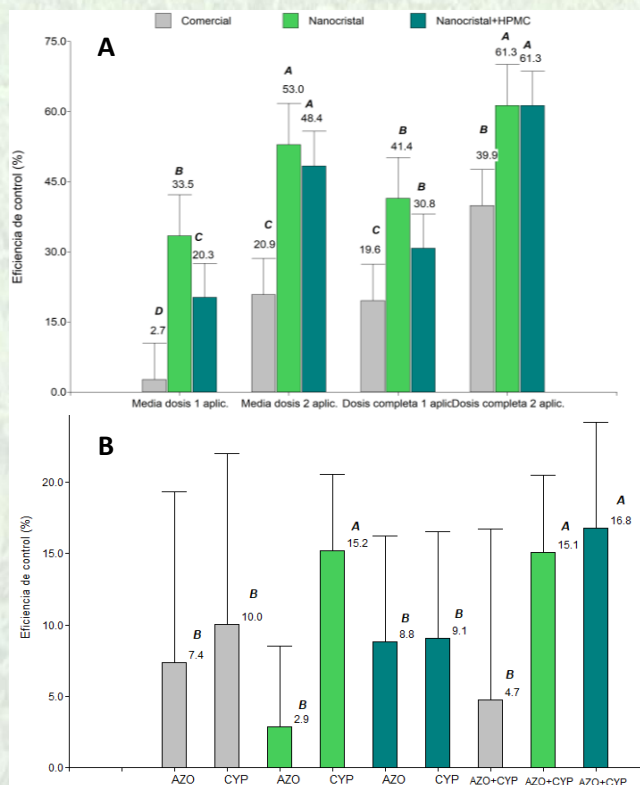 Comercial Nanocristal Nanocristal+HPMC
A
75.0
60.0
45.0
30.0
15.0
0.0
Eficiencia de control (%)
D
2.7
B
33.5
C
20.3
C
20.9
A
53.0
A
48.4
C
19.6
B
41.4
B
30.8
B
39.9
A
61.3
A
61.3
Media dosis 1 aplic. Media dosis 2 aplic. Dosis completa 1 aplic Dosis completa 2 aplic.
B
20.0
15.0
10.0
5.0
0.0
Eficiencia de control (%)
B
7.4
B
10.0
B
2.9
A
15.2
B
8.8
B
9.1
B
4.7
A
15.1
A
16.8
AZO CYP AZO CYP AZO CYP AZO+CYP AZO+CYP AZO+CYP